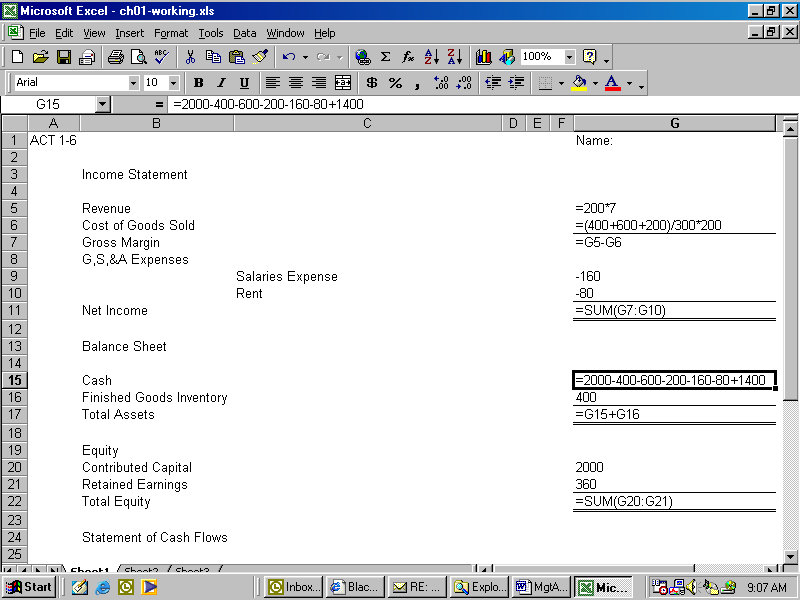 Microsoft Excel - ch01-working.xls
File Edit View Insert Format Tools Data Window Help
100%
Arial 10 B I U $ % ,
G15 = =2000-400-600-200-160-80+1400
A B C D E F G
1 ACT 1-6 Name:
2
3 Income Statement
4
5 Revenue =200*7
6 Cost of Goods Sold =(400+600+200)/300*200
7 Gross Margin =G5-G6
8 G,S,&A Expenses
9 Salaries Expense -160
10 Rent -80
11 Net Income =SUM(G7:G10)
12
13 Balance Sheet
14
15 Cash =2000-400-600-200-160-80+1400
16 Finished Goods Inventory 400
17 Total Assets =G15+G16
18
19 Equity
20 Contributed Capital 2000
21 Retained Earnings 360
22 Total Equity =SUM(G20:G21)
23
24 Statement of Cash Flows
25
Sheet1 Sheet2 Sheet3
Start Inbox... Blac... RE: ... Explo... MgtA... Mic... 9:07 AM